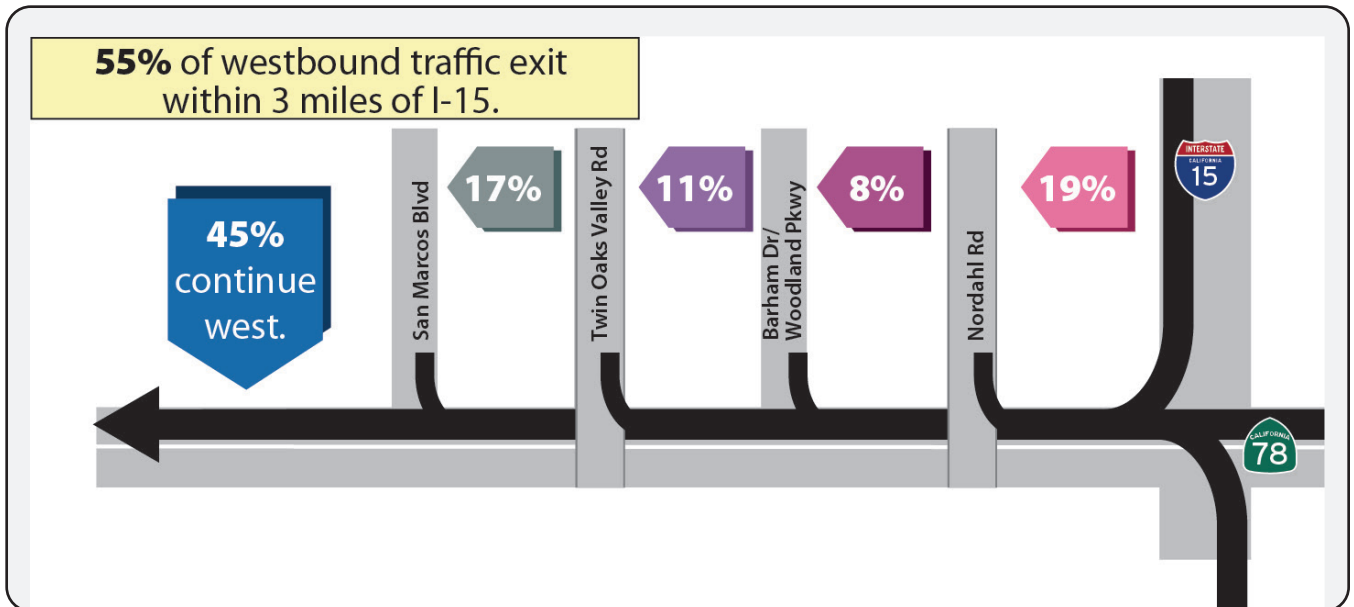 55% of westbound traffic exit
within 3 miles of I-15.
45%
continue
west.
San Marcos Blvd
17%
Twin Oaks Valley Rd
11%
Barham Dr/
Woodland Pkwy
8%
Nordahl Rd
19%
INTERSTATE
CALIFORNIA
15
CALIFORNIA
78